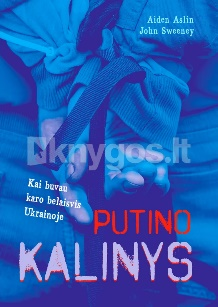 Aiden Aslin
John Sweeney
knygos.lt
Kai buvau
karo belaisvis
Ukrainoje
PUTINO
KALINYS